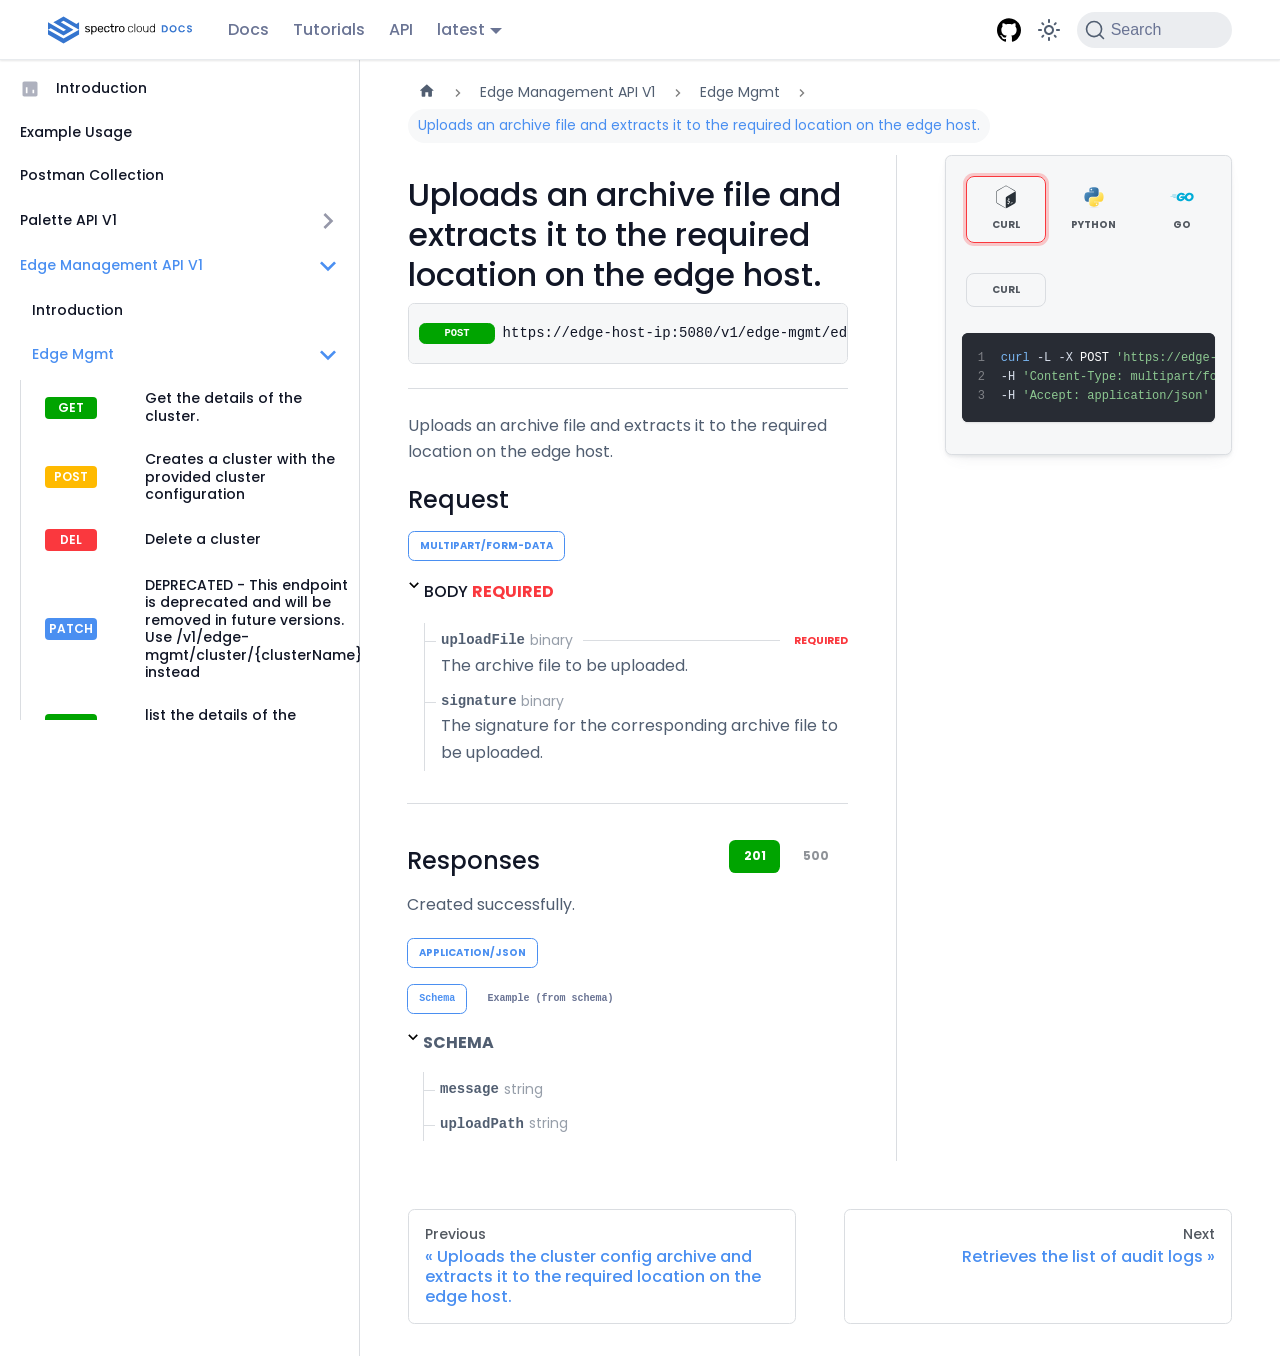 spectro cloud DOCS
Docs
Tutorials
API
latest
Search
Introduction
Example Usage
Postman Collection
Palette API V1
Edge Management API V1
Introduction
Edge Mgmt
GET
Get the details of the
cluster.
POST
Creates a cluster with the
provided cluster
configuration
DEL
Delete a cluster
PATCH
DEPRECATED - This endpoint
is deprecated and will be
removed in future versions.
Use /v1/edge-
mgmt/cluster/{clusterName}
instead
list the details of the
Edge Management API V1
Edge Mgmt
Uploads an archive file and extracts it to the required location on the edge host.
Uploads an archive file and
extracts it to the required
location on the edge host.
POST
https://edge-host-ip:5080/v1/edge-mgmt/ed
Uploads an archive file and extracts it to the required
location on the edge host.
Request
MULTIPART/FORM-DATA
BODY REQUIRED
uploadFile binary
REQUIRED
The archive file to be uploaded.
signature binary
The signature for the corresponding archive file to
be uploaded.
Responses
201
500
Created successfully.
APPLICATION/JSON
Schema
Example (from schema)
SCHEMA
message string
uploadPath string
CURL
PYTHON
GO
CURL
1 curl -L -X POST 'https://edge-
2 -H 'Content-Type: multipart/fo
3 -H 'Accept: application/json'
Previous
« Uploads the cluster config archive and
extracts it to the required location on the
edge host.
Next
Retrieves the list of audit logs »